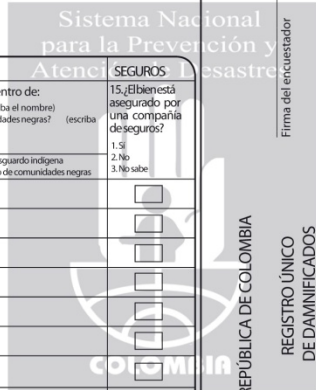 Sistema Nacional
para la Prevención y
Atención de Desastres
entro de:
ba el nombre)
dades negras? (escriba
sguardo indígena
o de comunidades negras
SEGUROS
15.¿El bien está
asegurado por
una compañía
de seguros?
1. Si
2. No
3. No sabe
COLOMBIA
REPÚBLICA DE COLOMBIA
REGISTRO ÚNICO
DE DAMNIFICADOS
Firma del encuestador